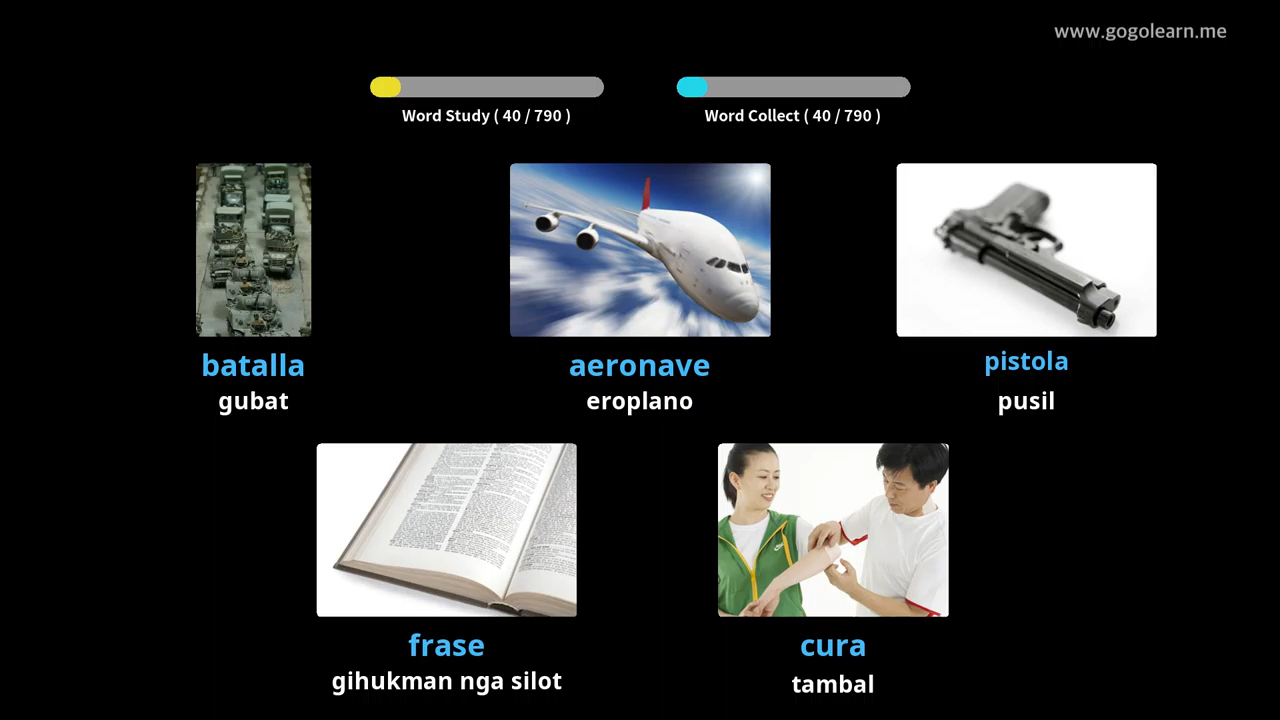 www.gogolearn.me
Word Study ( 40 / 790 )
Word Collect ( 40 / 790 )
batalla
gubat
aeronave
eroplano
pistola
pusil
frase
gihukman nga silot
cura
tambal